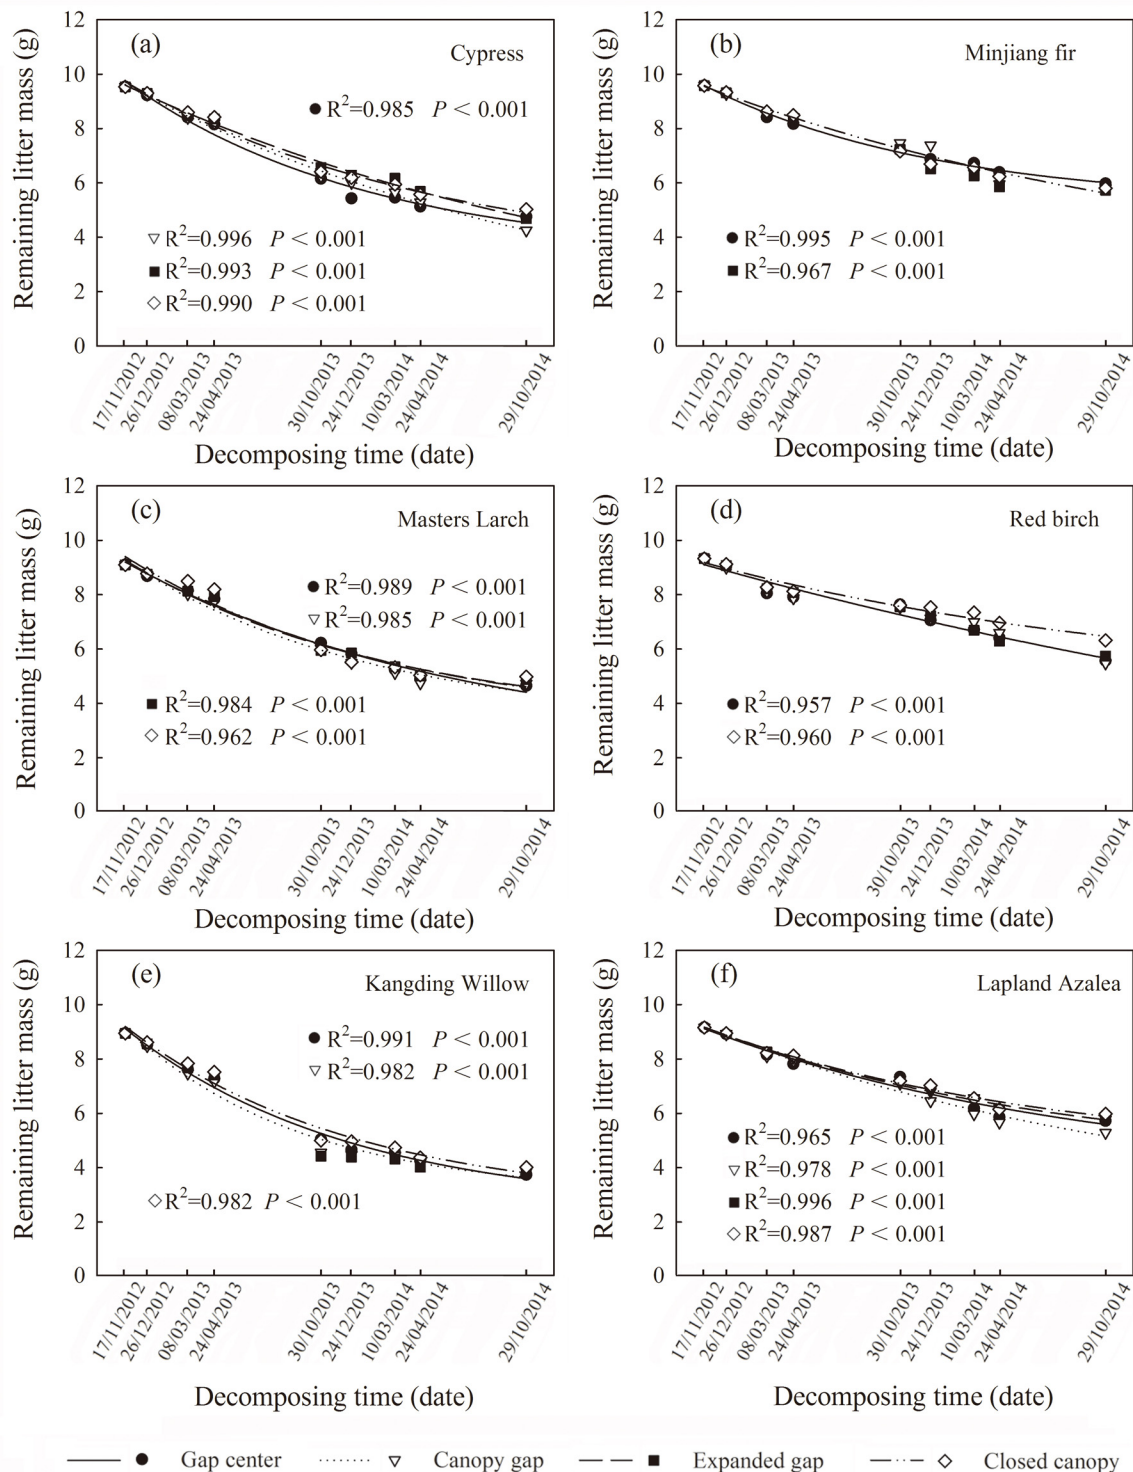 (a) Cypress
Remaining litter mass (g)
12
10
8
6
4
2
0
R²=0.985 P < 0.001
R²=0.996 P < 0.001
R²=0.993 P < 0.001
R²=0.990 P < 0.001
17/11/2012 26/12/2012 08/03/2013 24/04/2013 30/10/2013 24/12/2013 10/03/2014 24/04/2014 29/10/2014
Decomposing time (date)
(b) Minjiang fir
Remaining litter mass (g)
12
10
8
6
4
2
0
R²=0.995 P < 0.001
R²=0.967 P < 0.001
17/11/2012 26/12/2012 08/03/2013 24/04/2013 30/10/2013 24/12/2013 10/03/2014 24/04/2014 29/10/2014
Decomposing time (date)
(c) Masters Larch
Remaining litter mass (g)
12
10
8
6
4
2
0
R²=0.989 P < 0.001
R²=0.985 P < 0.001
R²=0.984 P < 0.001
R²=0.962 P < 0.001
17/11/2012 26/12/2012 08/03/2013 24/04/2013 30/10/2013 24/12/2013 10/03/2014 24/04/2014 29/10/2014
Decomposing time (date)
(d) Red birch
Remaining litter mass (g)
12
10
8
6
4
2
0
R²=0.957 P < 0.001
R²=0.960 P < 0.001
17/11/2012 26/12/2012 08/03/2013 24/04/2013 30/10/2013 24/12/2013 10/03/2014 24/04/2014 29/10/2014
Decomposing time (date)
(e) Kangding Willow
Remaining litter mass (g)
12
10
8
6
4
2
0
R²=0.991 P < 0.001
R²=0.982 P < 0.001
R²=0.982 P < 0.001
17/11/2012 26/12/2012 08/03/2013 24/04/2013 30/10/2013 24/12/2013 10/03/2014 24/04/2014 29/10/2014
Decomposing time (date)
(f) Lapland Azalea
Remaining litter mass (g)
12
10
8
6
4
2
0
R²=0.965 P < 0.001
R²=0.978 P < 0.001
R²=0.996 P < 0.001
R²=0.987 P < 0.001
17/11/2012 26/12/2012 08/03/2013 24/04/2013 30/10/2013 24/12/2013 10/03/2014 24/04/2014 29/10/2014
Decomposing time (date)
Gap center Canopy gap Expanded gap Closed canopy